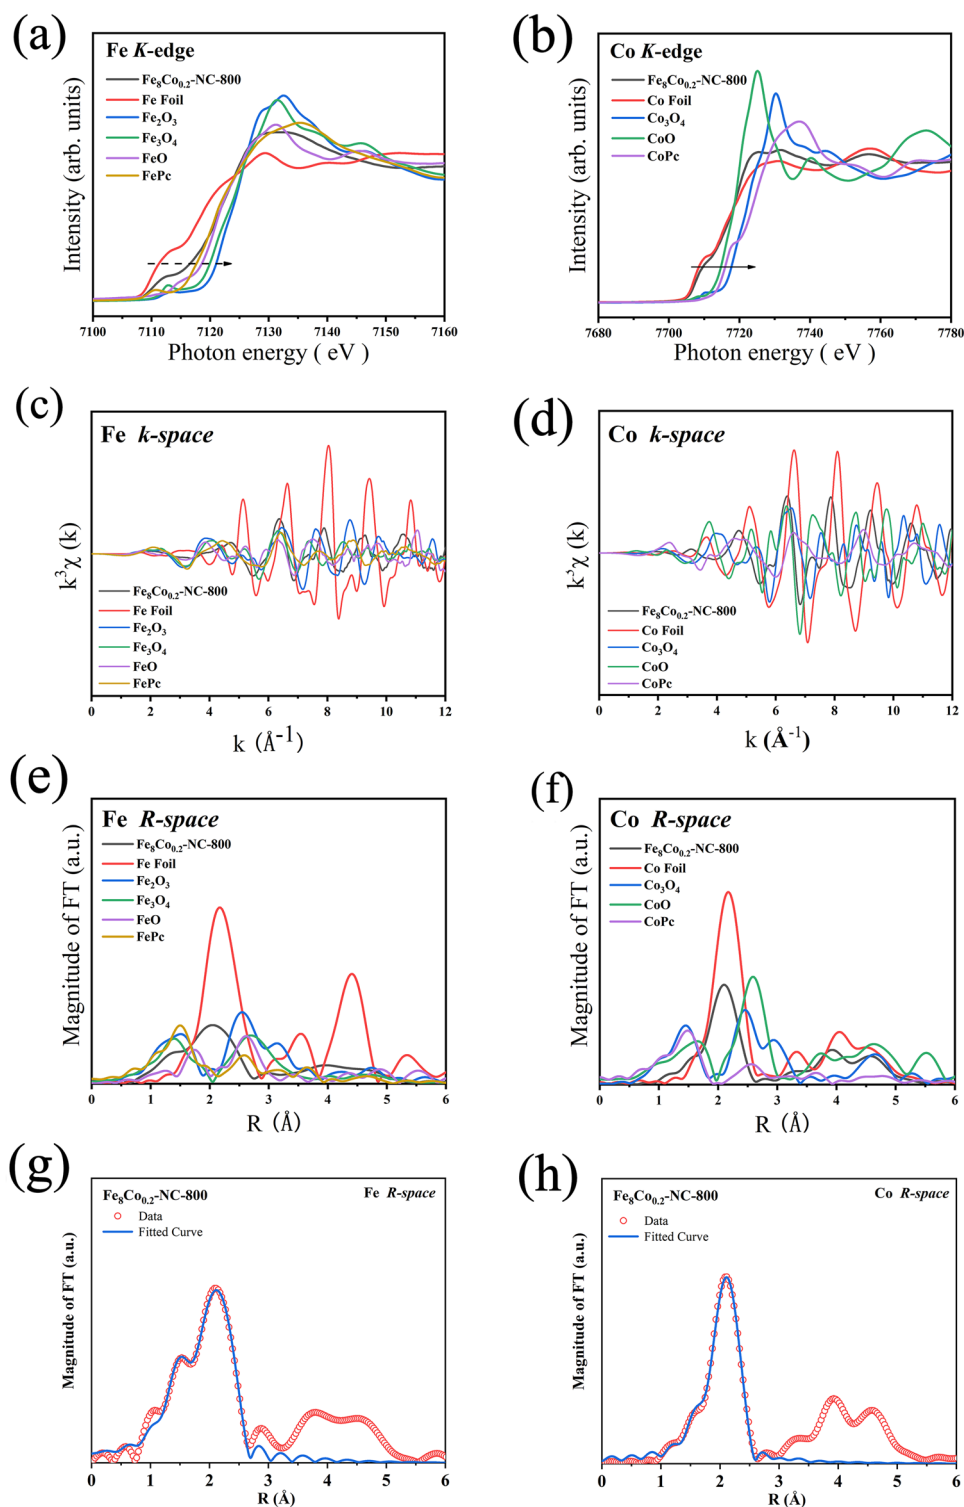 (a)
Fe K-edge
Fe₈Co₀.₂-NC-800
Fe Foil
Fe₂O₃
Fe₃O₄
FeO
FePc
Intensity (arb. units)
7100 7110 7120 7130 7140 7150 7160
Photon energy ( eV )
(b)
Co K-edge
Fe₈Co₀.₂-NC-800
Co Foil
Co₃O₄
CoO
CoPc
Intensity (arb. units)
7680 7700 7720 7740 7760 7780
Photon energy ( eV )
(c)
Fe k-space
k³χ (k)
Fe₈Co₀.₂-NC-800
Fe Foil
Fe₂O₃
Fe₃O₄
FeO
FePc
0 2 4 6 8 10 12
k (Å⁻¹)
(d)
Co k-space
k³χ (k)
Fe₈Co₀.₂-NC-800
Co Foil
Co₃O₄
CoO
CoPc
0 2 4 6 8 10 12
k (Å⁻¹)
(e)
Fe R-space
Fe₈Co₀.₂-NC-800
Fe Foil
Fe₂O₃
Fe₃O₄
FeO
FePc
Magnitude of FT (a.u.)
0 1 2 3 4 5 6
R (Å)
(f)
Co R-space
Fe₈Co₀.₂-NC-800
Co Foil
Co₃O₄
CoO
CoPc
Magnitude of FT (a.u.)
0 1 2 3 4 5 6
R (Å)
(g)
Fe₈Co₀.₂-NC-800
Fe R-space
Data
Fitted Curve
Magnitude of FT (a.u.)
0 1 2 3 4 5 6
R (Å)
(h)
Fe₈Co₀.₂-NC-800
Co R-space
Data
Fitted Curve
Magnitude of FT (a.u.)
0 1 2 3 4 5 6
R (Å)